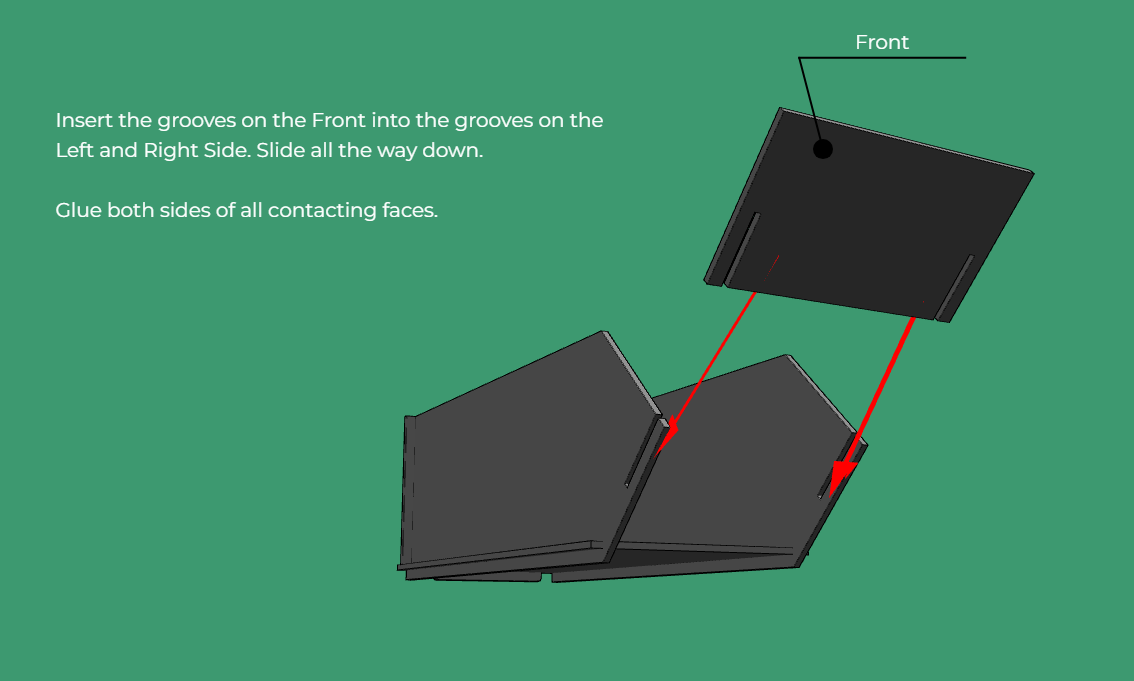 Front
Insert the grooves on the Front into the grooves on the
Left and Right Side. Slide all the way down.
Glue both sides of all contacting faces.